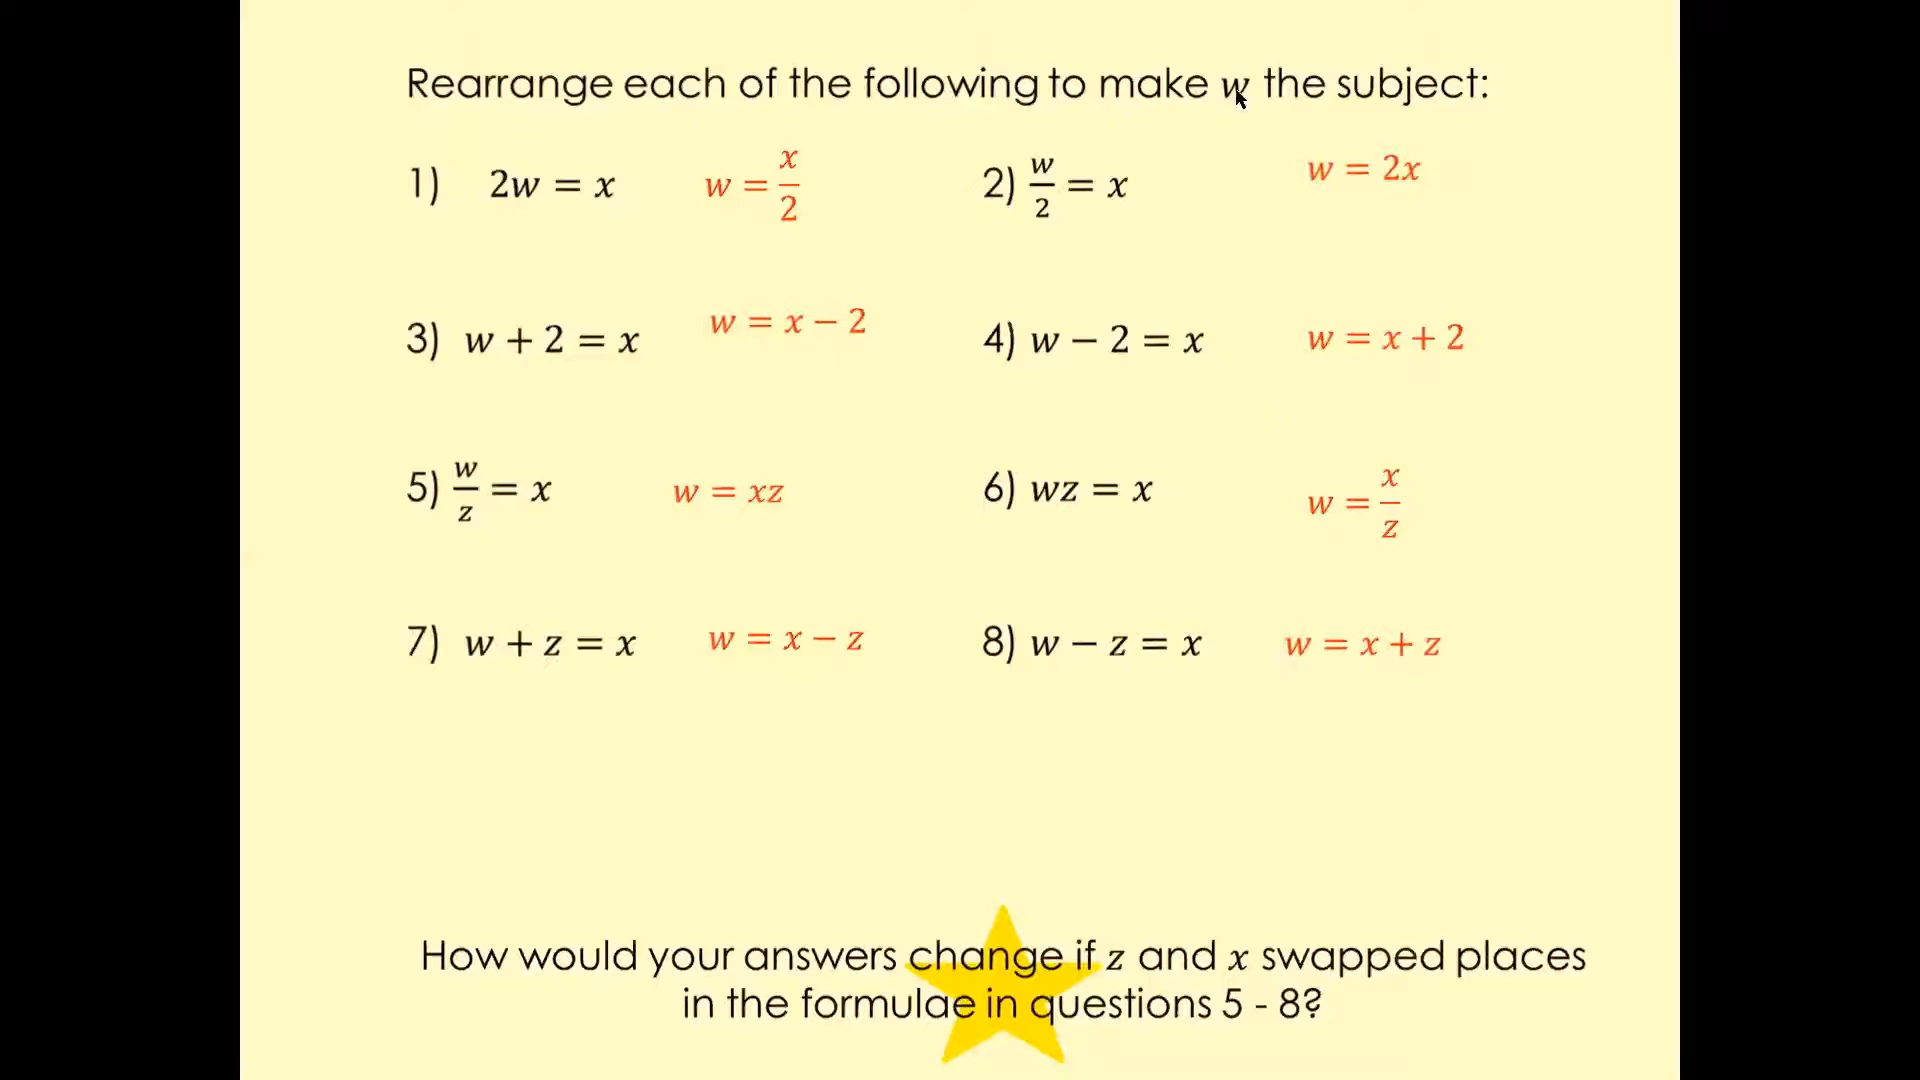 Rearrange each of the following to make w the subject:
1) 2w = x w = x/2 2) w/2 = x w = 2x
3) w + 2 = x w = x − 2 4) w − 2 = x w = x + 2
5) w/z = x w = xz 6) wz = x w = x/z
7) w + z = x w = x − z 8) w − z = x w = x + z
How would your answers change if z and x swapped places
in the formulae in questions 5 - 8?